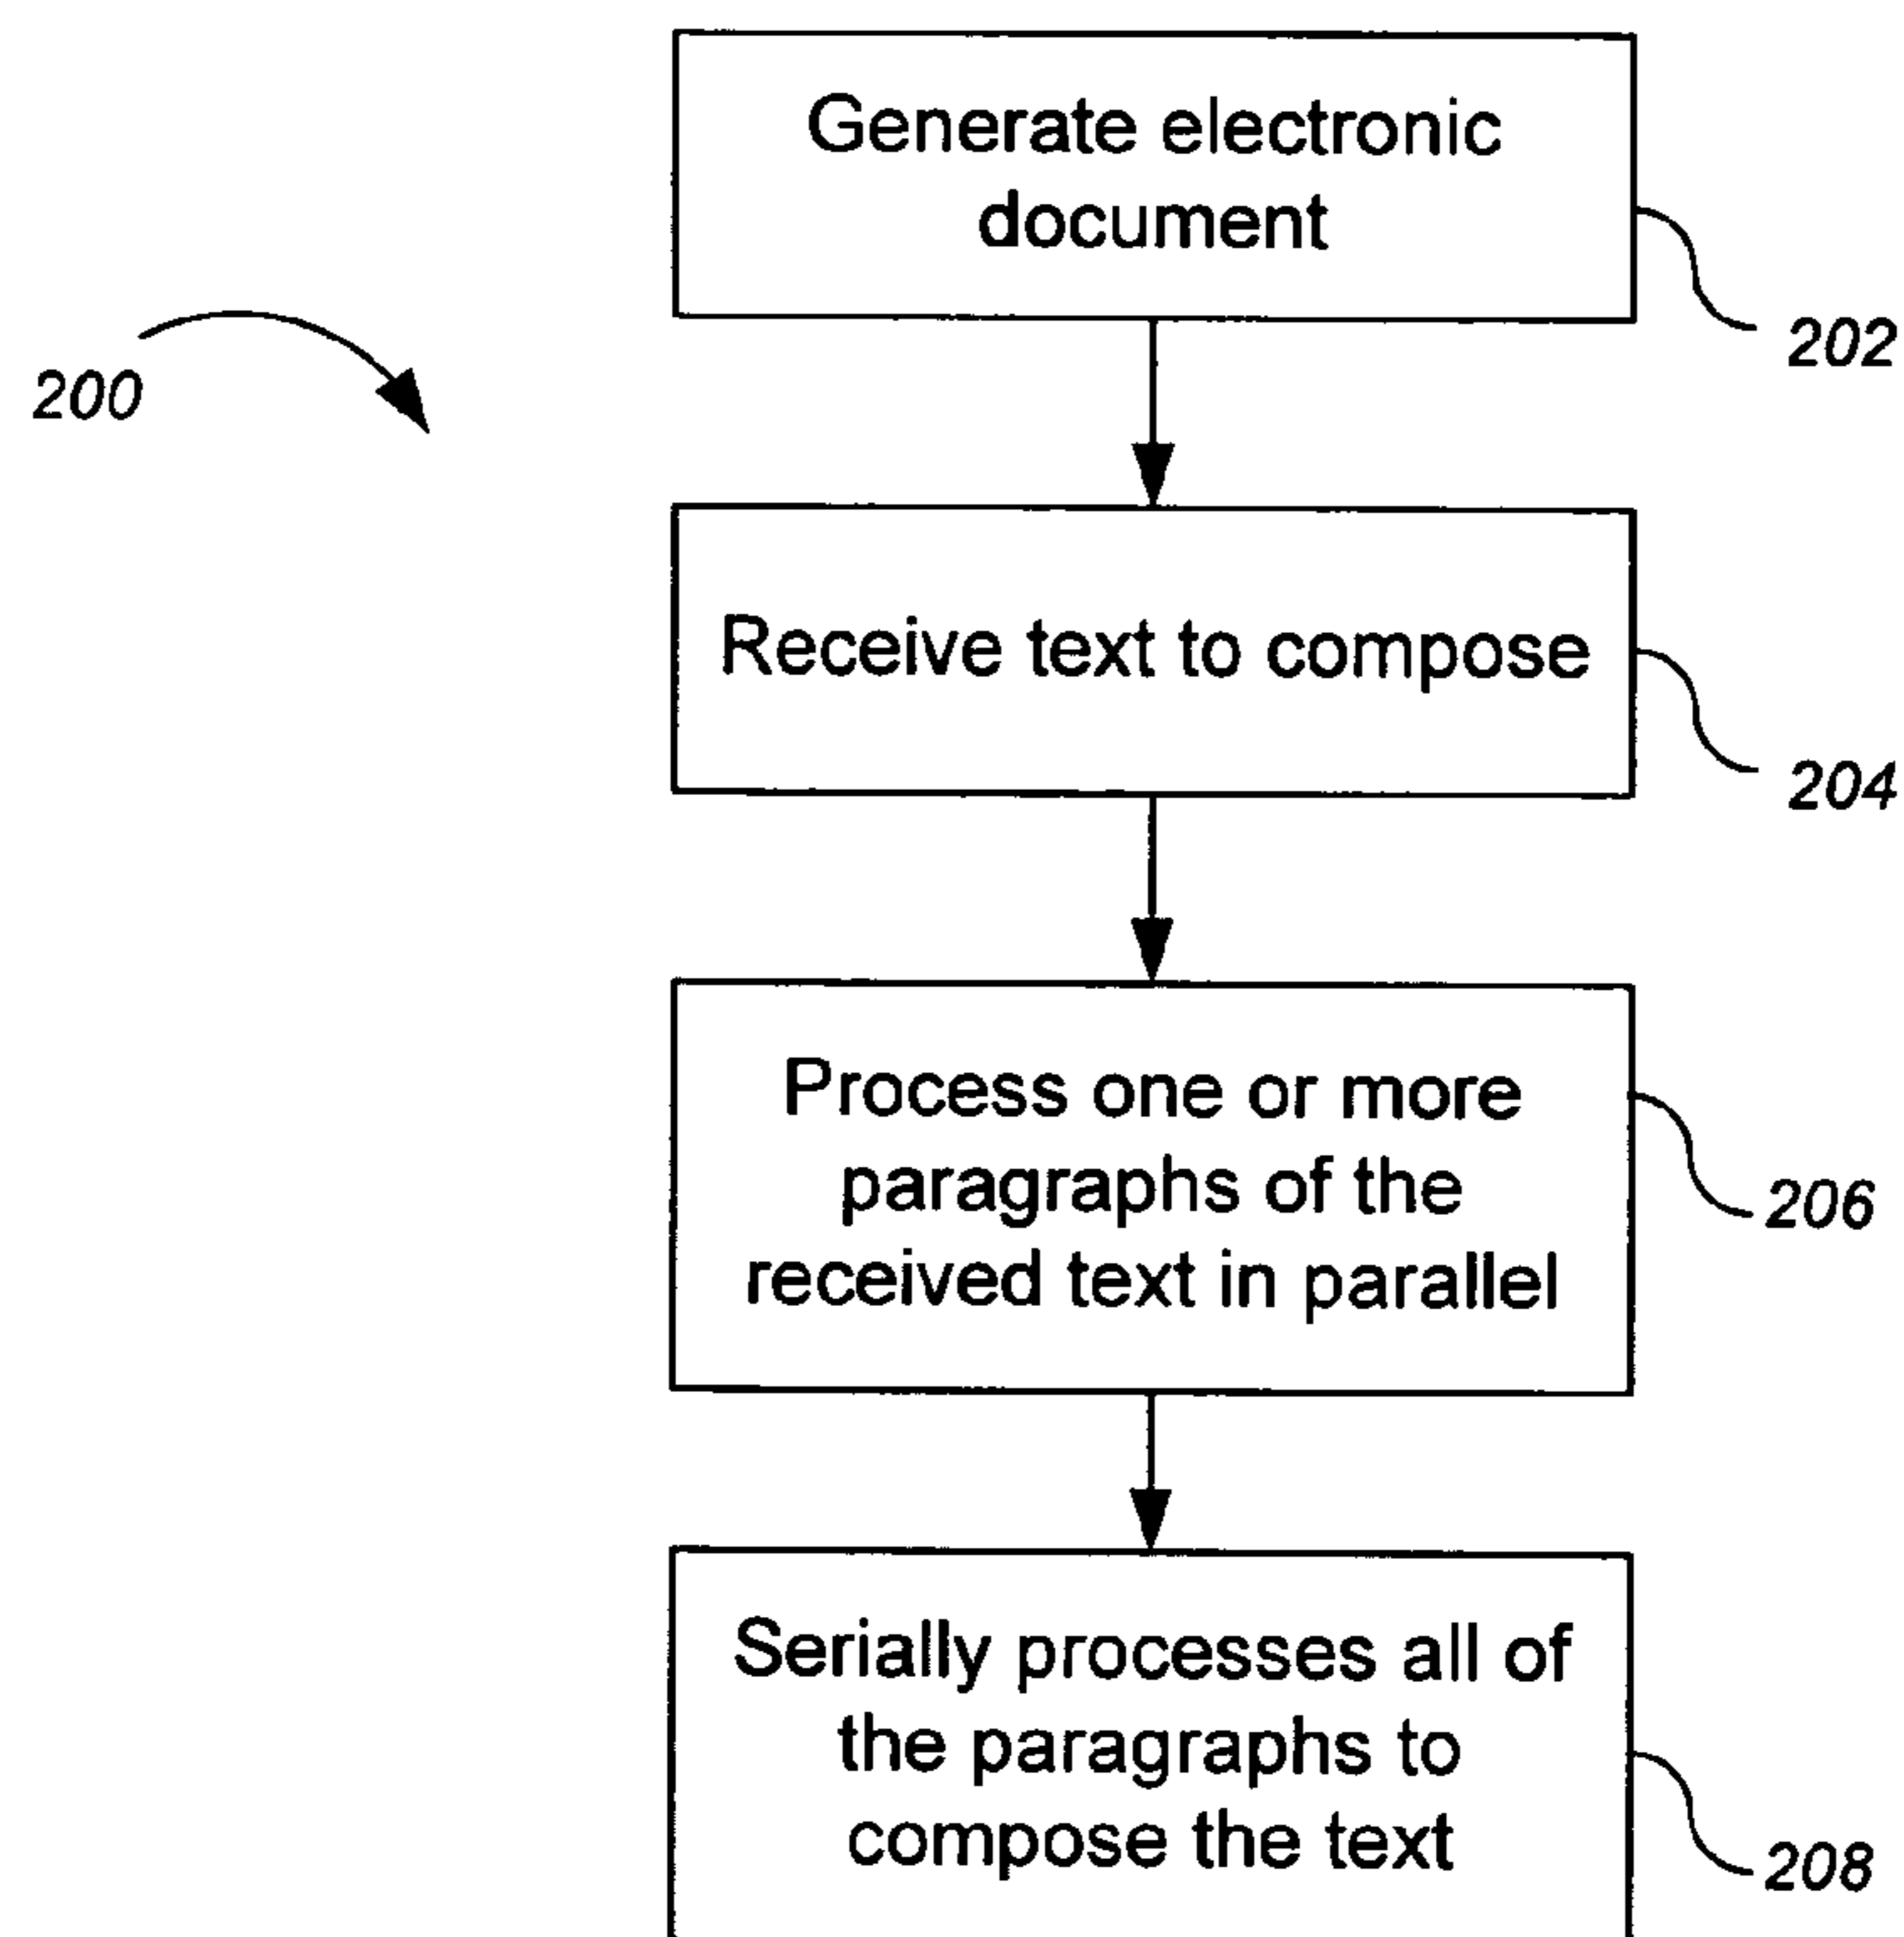 Generate electronic
document
202
200
Receive text to compose
204
Process one or more
paragraphs of the
received text in parallel
206
Serially processes all of
the paragraphs to
compose the text
208